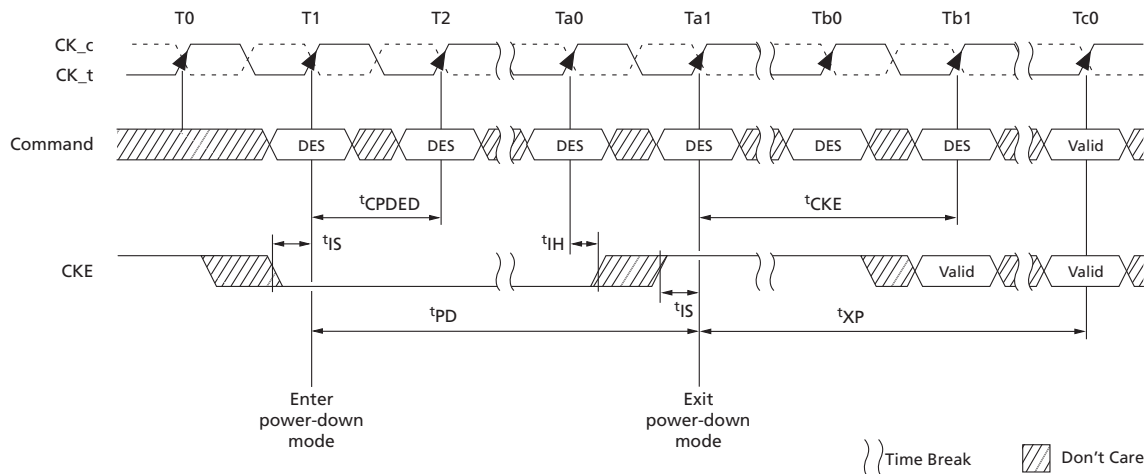 T0 T1 T2 Ta0 Ta1 Tb0 Tb1 Tc0
CK_c
CK_t
Command DES DES DES DES DES DES Valid
tCPDED tCKE
tIS tIH
CKE Valid Valid
tIS
tPD tXP
Enter
power-down
mode
Exit
power-down
mode
Time Break Don't Care